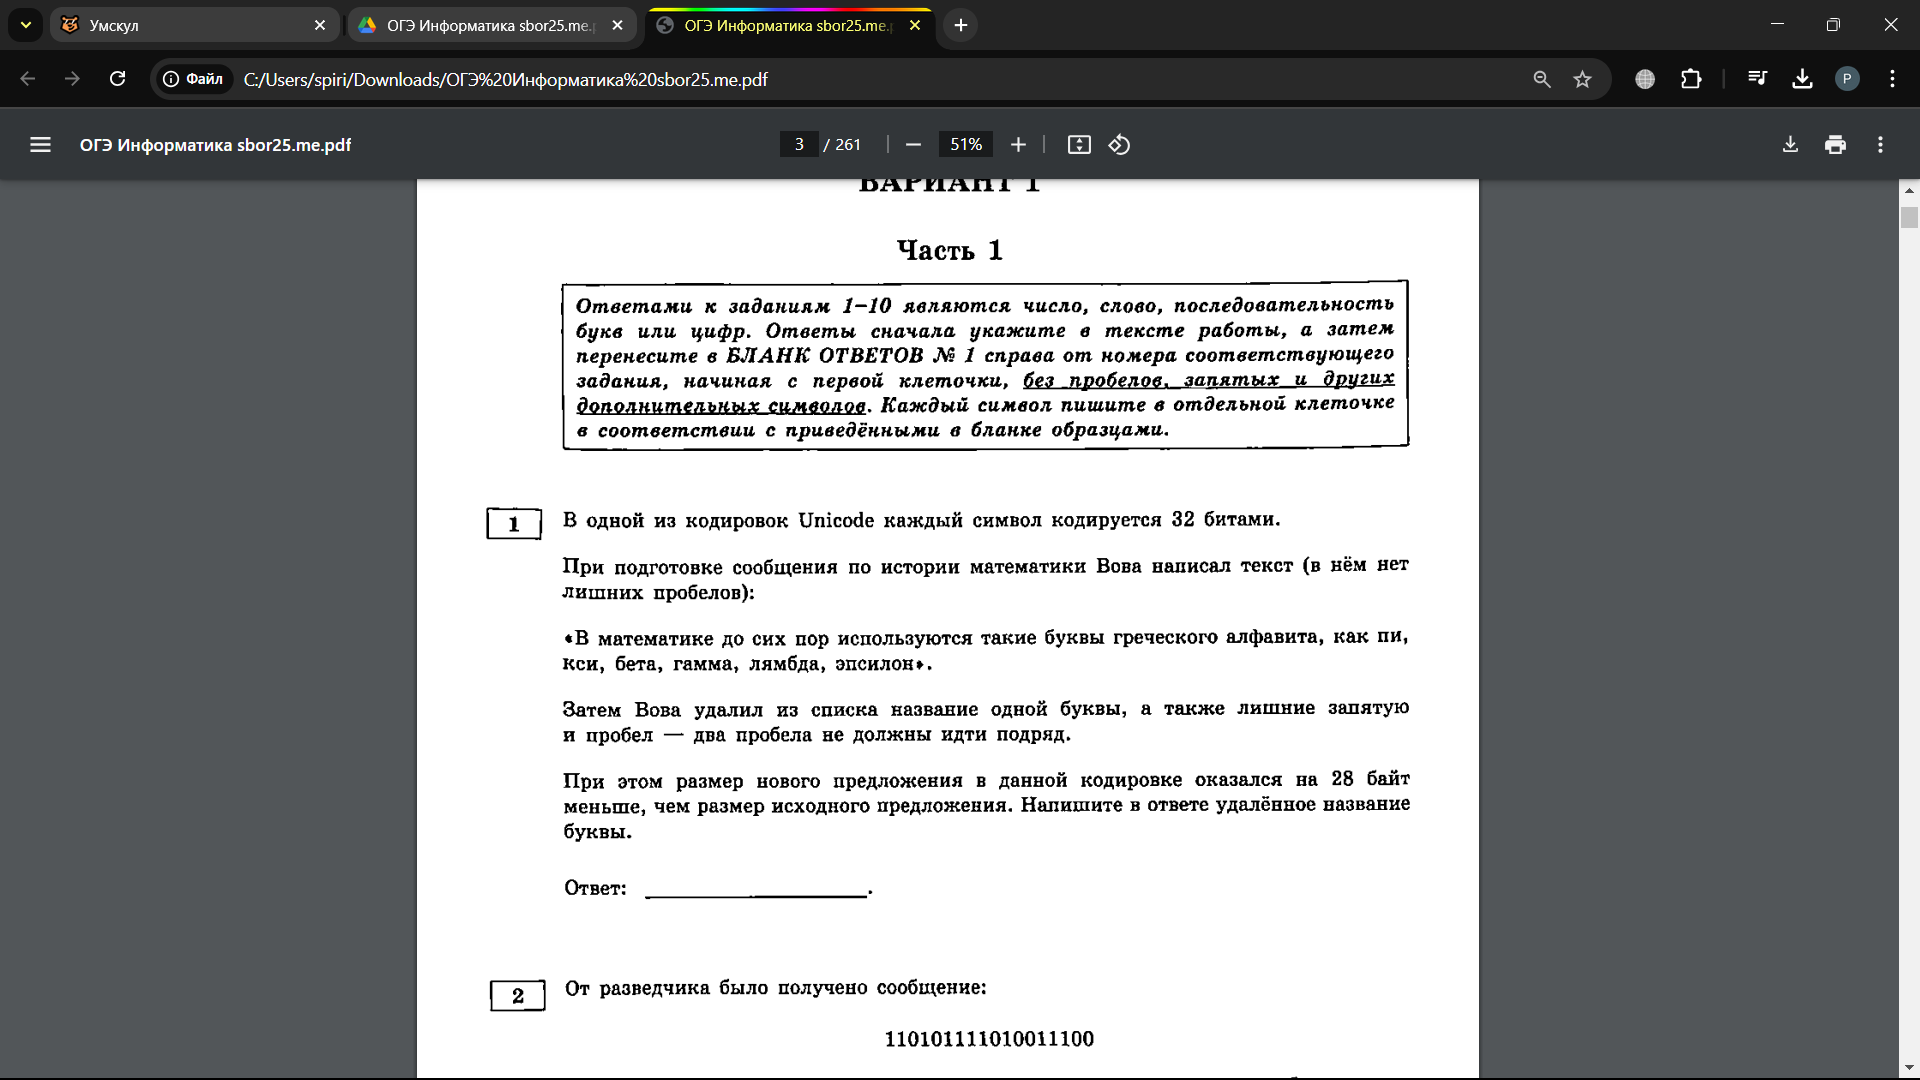 Умскул
ОГЭ Информатика sbor25.me.p
ОГЭ Информатика sbor25.me.p
Файл C:/Users/spiri/Downloads/ОГЭ%20Информатика%20sbor25.me.pdf
P
ОГЭ Информатика sbor25.me.pdf
3 / 261
51%
ВАРИАНТ 1
Часть 1
Ответами к заданиям 1–10 являются число, слово, последовательность
букв или цифр. Ответы сначала укажите в тексте работы, а затем
перенесите в БЛАНК ОТВЕТОВ № 1 справа от номера соответствующего
задания, начиная с первой клеточки, без пробелов, запятых и других
дополнительных символов. Каждый символ пишите в отдельной клеточке
в соответствии с приведёнными в бланке образцами.
1 В одной из кодировок Unicode каждый символ кодируется 32 битами.
При подготовке сообщения по истории математики Вова написал текст (в нём нет
лишних пробелов):
«В математике до сих пор используются такие буквы греческого алфавита, как пи,
кси, бета, гамма, лямбда, эпсилон».
Затем Вова удалил из списка название одной буквы, а также лишние запятую
и пробел — два пробела не должны идти подряд.
При этом размер нового предложения в данной кодировке оказался на 28 байт
меньше, чем размер исходного предложения. Напишите в ответе удалённое название
буквы.
Ответ: ____________________.
2 От разведчика было получено сообщение:
110101111010011100